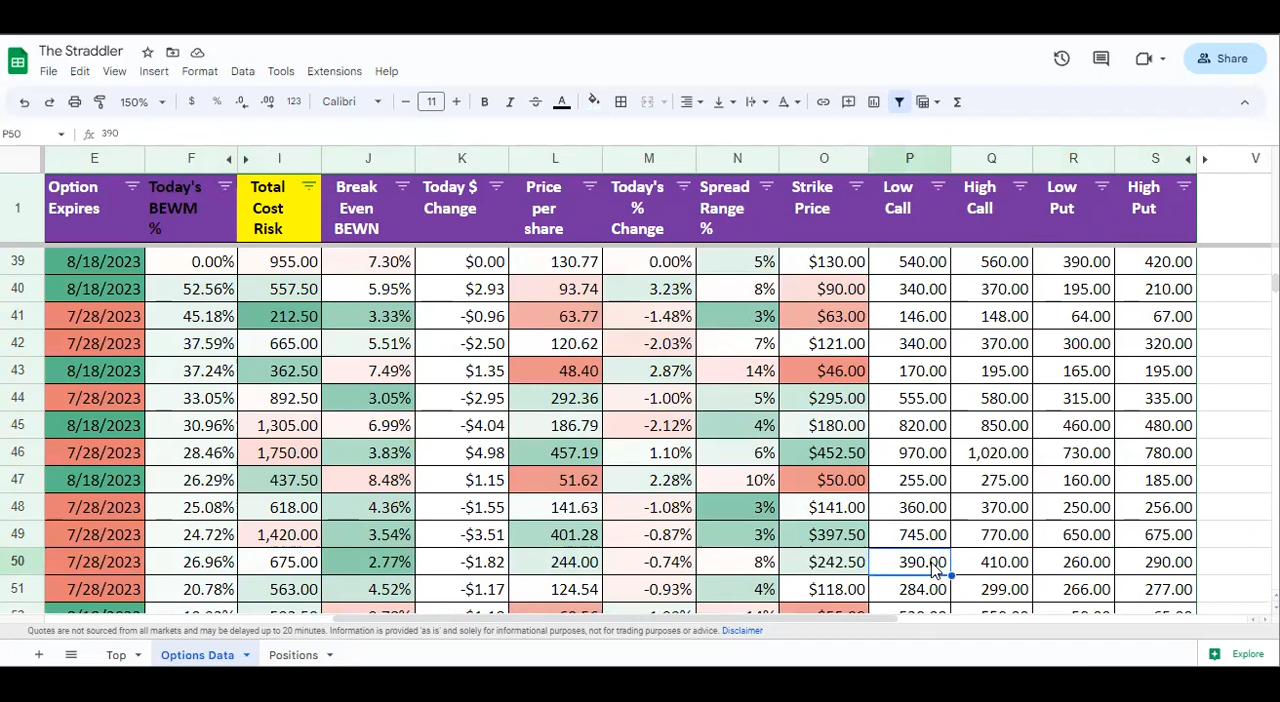 The Straddler
File Edit View Insert Format Data Tools Extensions Help
Share
150% $ % .0 .00 123 Calibri 11 B I A Σ
P50 fx 390
E F I J K L M N O P Q R S V
1 Option Expires Today's BEWM % Total Cost Risk Break Even BEWN Today $ Change Price per share Today's % Change Spread Range % Strike Price Low Call High Call Low Put High Put
39 8/18/2023 0.00% 955.00 7.30% $0.00 130.77 0.00% 5% $130.00 540.00 560.00 390.00 420.00
40 8/18/2023 52.56% 557.50 5.95% $2.93 93.74 3.23% 8% $90.00 340.00 370.00 195.00 210.00
41 7/28/2023 45.18% 212.50 3.33% -$0.96 63.77 -1.48% 3% $63.00 146.00 148.00 64.00 67.00
42 7/28/2023 37.59% 665.00 5.51% -$2.50 120.62 -2.03% 7% $121.00 340.00 370.00 300.00 320.00
43 8/18/2023 37.24% 362.50 7.49% $1.35 48.40 2.87% 14% $46.00 170.00 195.00 165.00 195.00
44 7/28/2023 33.05% 892.50 3.05% -$2.95 292.36 -1.00% 5% $295.00 555.00 580.00 315.00 335.00
45 8/18/2023 30.96% 1,305.00 6.99% -$4.04 186.79 -2.12% 4% $180.00 820.00 850.00 460.00 480.00
46 7/28/2023 28.46% 1,750.00 3.83% $4.98 457.19 1.10% 6% $452.50 970.00 1,020.00 730.00 780.00
47 8/18/2023 26.29% 437.50 8.48% $1.15 51.62 2.28% 10% $50.00 255.00 275.00 160.00 185.00
48 7/28/2023 25.08% 618.00 4.36% -$1.55 141.63 -1.08% 3% $141.00 360.00 370.00 250.00 256.00
49 7/28/2023 24.72% 1,420.00 3.54% -$3.51 401.28 -0.87% 3% $397.50 745.00 770.00 650.00 675.00
50 7/28/2023 26.96% 675.00 2.77% -$1.82 244.00 -0.74% 8% $242.50 390.00 410.00 260.00 290.00
51 7/28/2023 20.78% 563.00 4.52% -$1.17 124.54 -0.93% 4% $118.00 284.00 299.00 266.00 277.00
Quotes are not sourced from all markets and may be delayed up to 20 minutes. Information is provided 'as is' and solely for informational purposes, not for trading purposes or advice. Disclaimer
Top Options Data Positions Explore